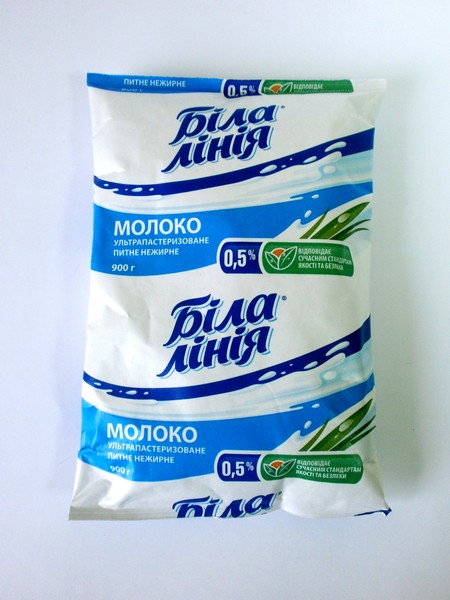 ПИТНЕ НЕЖИРНЕ
0,5%
ВІДПОВІДАЄ
Біла
лінія
МОЛОКО
УЛЬТРАПАСТЕРИЗОВАНЕ
ПИТНЕ НЕЖИРНЕ
900 г
0,5%
ВІДПОВІДАЄ
СУЧАСНИМ СТАНДАРТАМ
ЯКОСТІ ТА БЕЗПЕКИ
Біла
лінія
МОЛОКО
УЛЬТРАПАСТЕРИЗОВАНЕ
ПИТНЕ НЕЖИРНЕ
900 г
0,5%
ВІДПОВІДАЄ
СУЧАСНИМ СТАНДАРТАМ
ЯКОСТІ ТА БЕЗПЕКИ
Біла